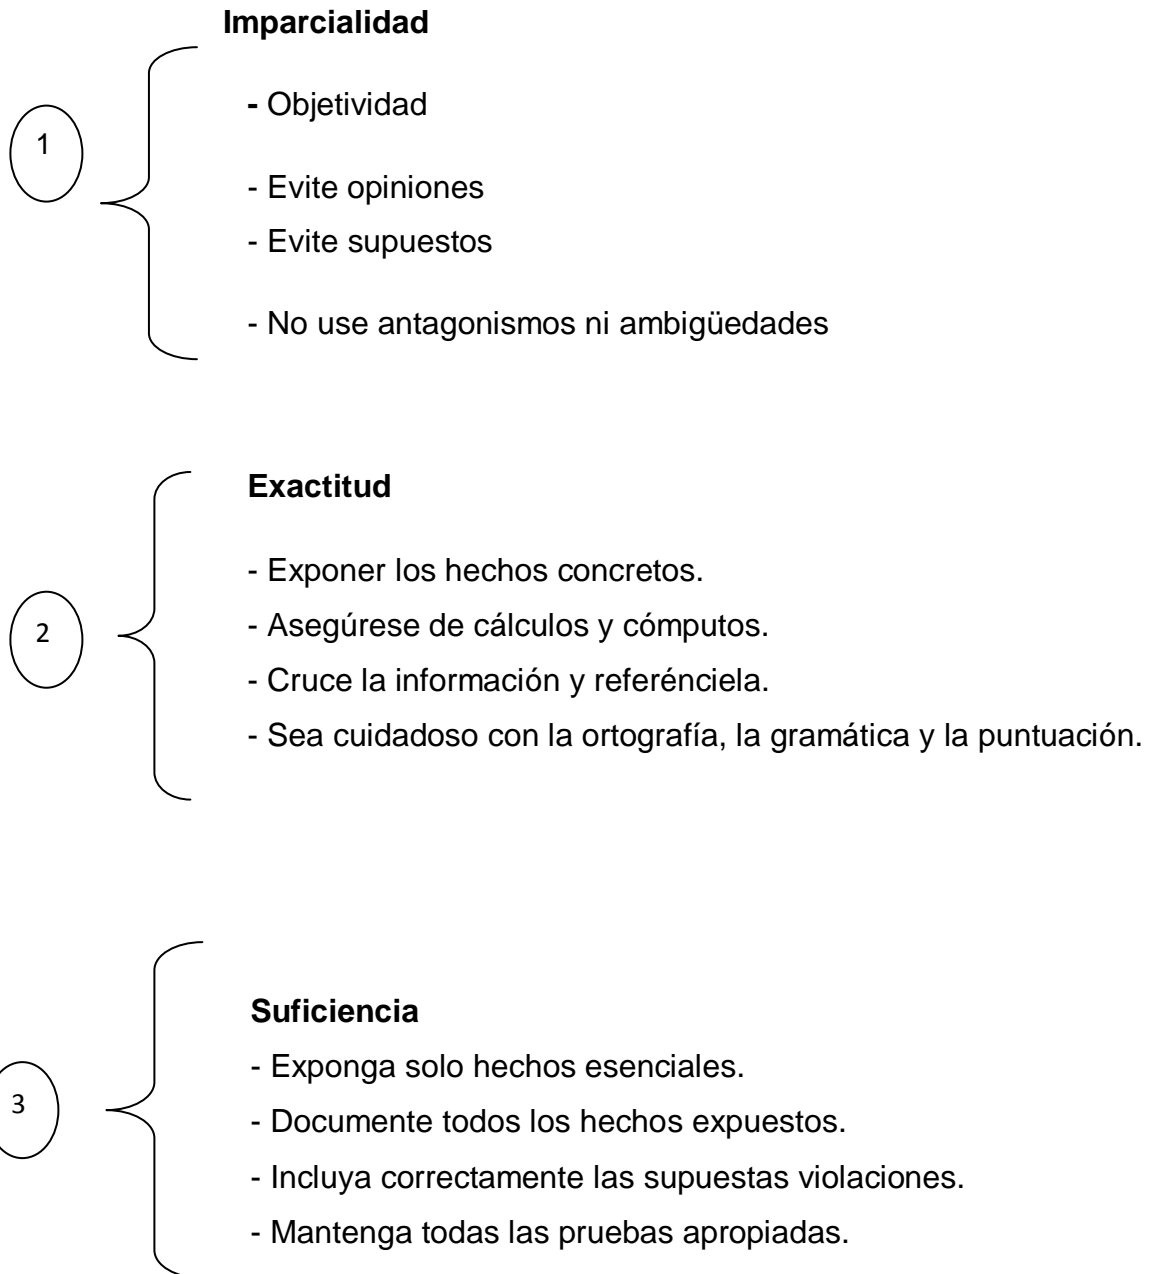 Imparcialidad
- Objetividad
1
- Evite opiniones
- Evite supuestos
- No use antagonismos ni ambigüedades
Exactitud
- Exponer los hechos concretos.
2
- Asegúrese de cálculos y cómputos.
- Cruce la información y referénciela.
- Sea cuidadoso con la ortografía, la gramática y la puntuación.
Suficiencia
- Exponga solo hechos esenciales.
3
- Documente todos los hechos expuestos.
- Incluya correctamente las supuestas violaciones.
- Mantenga todas las pruebas apropiadas.